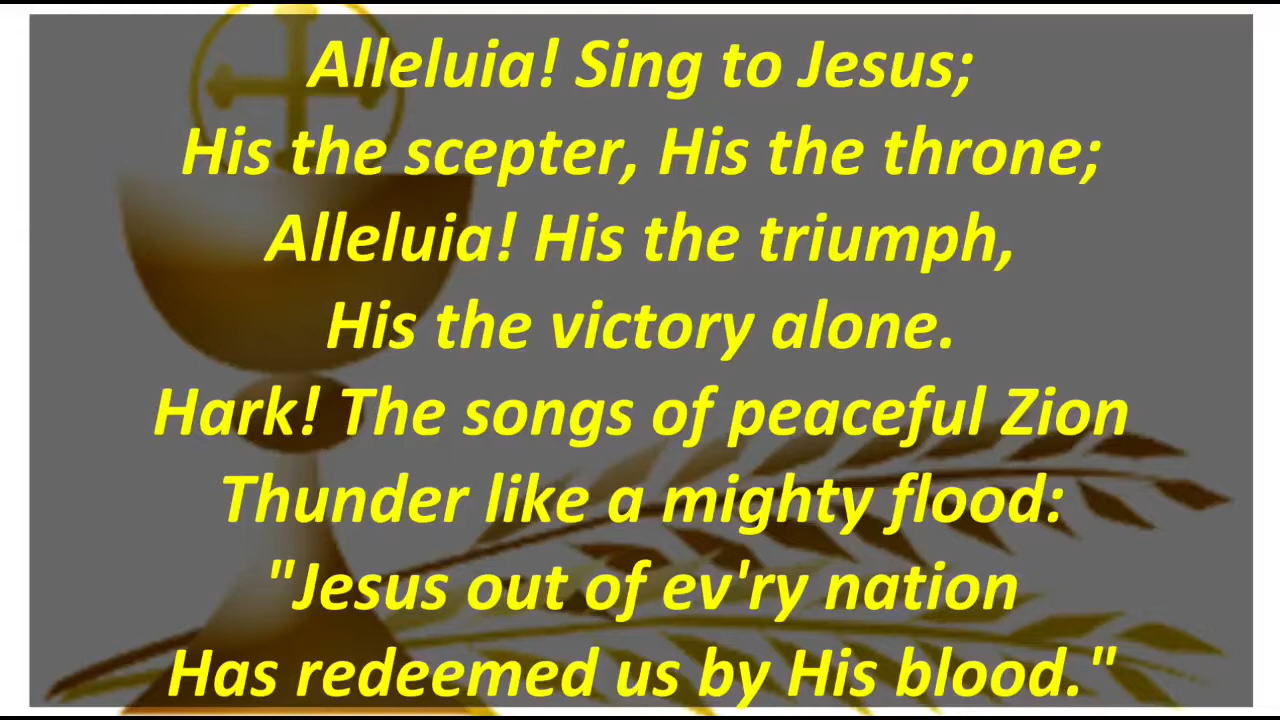 Alleluia! Sing to Jesus;
His the scepter, His the throne;
Alleluia! His the triumph,
His the victory alone.
Hark! The songs of peaceful Zion
Thunder like a mighty flood:
"Jesus out of ev'ry nation
Has redeemed us by His blood."